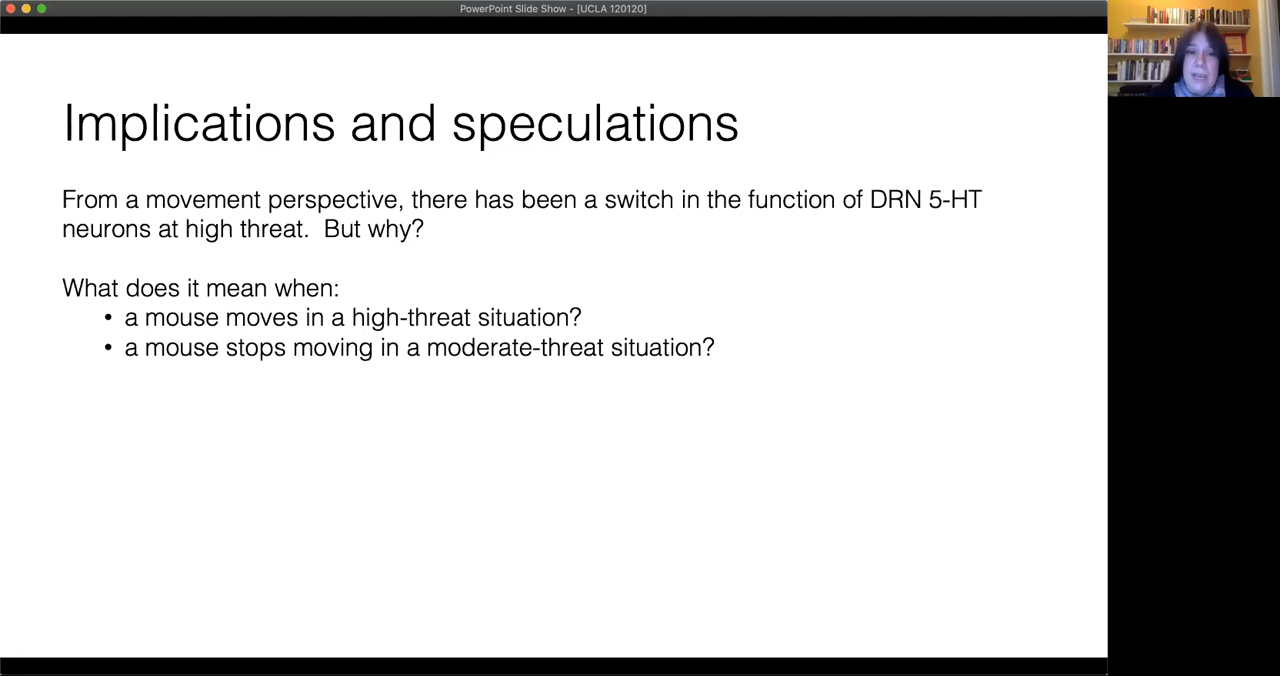 PowerPoint Slide Show - [UCLA 120120]
Implications and speculations
From a movement perspective, there has been a switch in the function of DRN 5-HT
neurons at high threat.  But why?
What does it mean when:
• a mouse moves in a high-threat situation?
• a mouse stops moving in a moderate-threat situation?